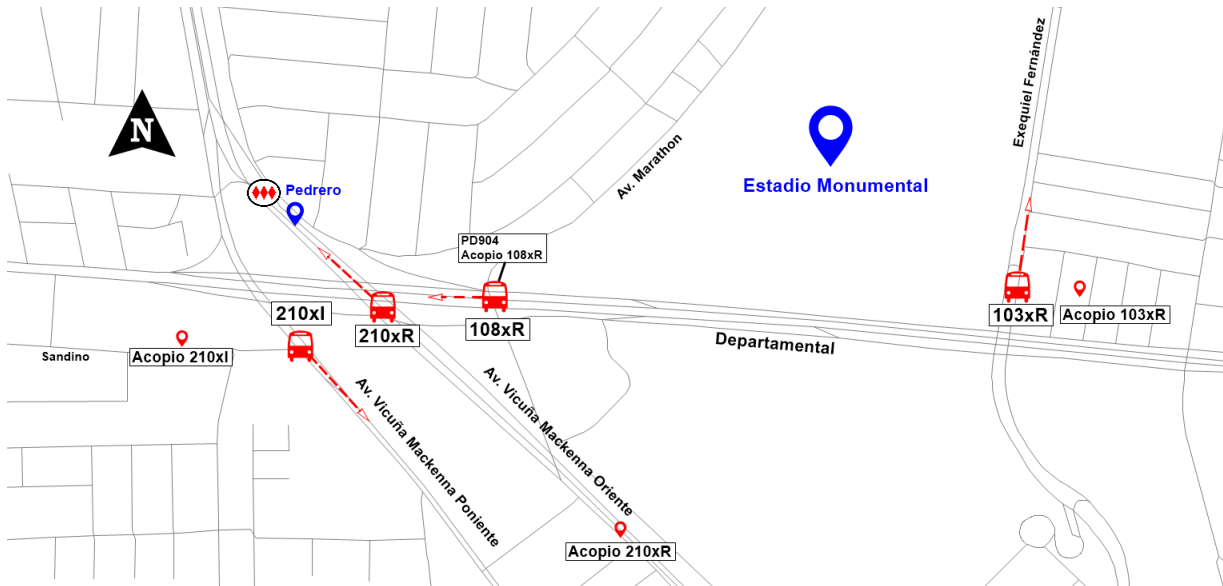 Exequiel Fernández
N
Av. Marathon
Estadio Monumental
Pedrero
PD904
Acopio 108xR
210xI
210xR
108xR
103xR
Acopio 103xR
Departamental
Sandino
Acopio 210xI
Av. Vicuña Mackenna Poniente
Av. Vicuña Mackenna Oriente
Acopio 210xR